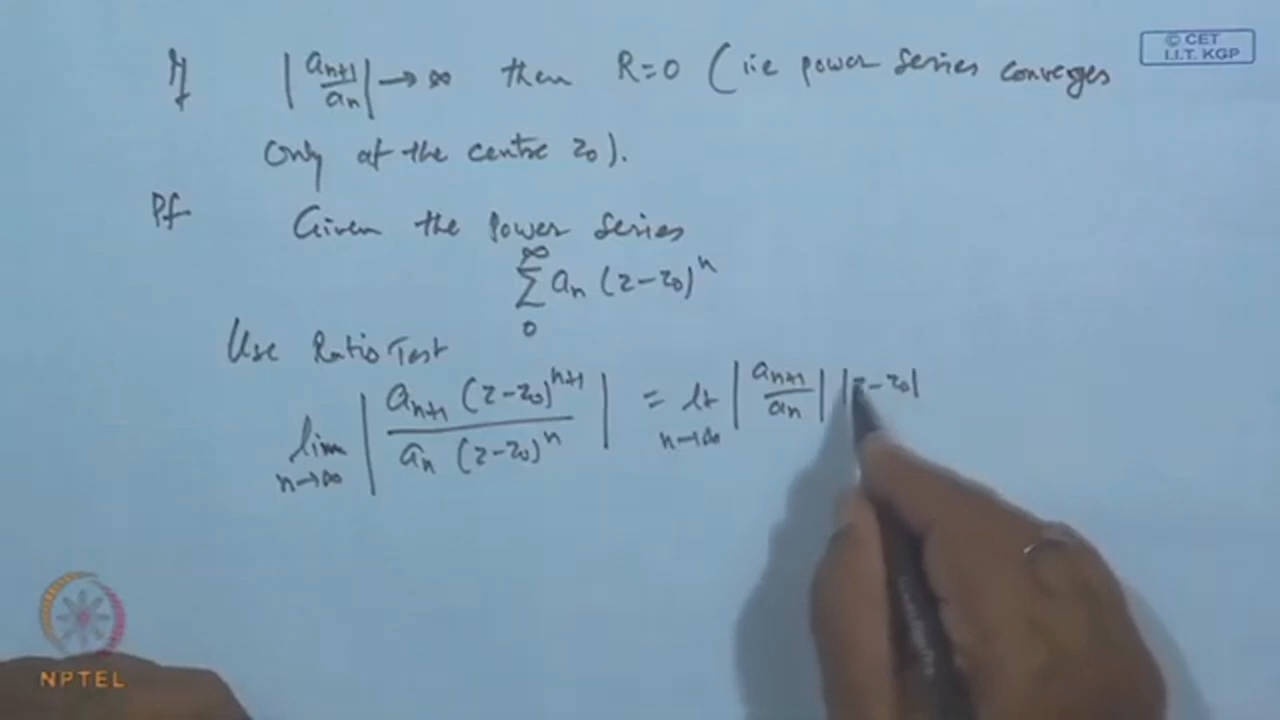 © CET
I.I.T. KGP
If |aₙ₊₁/aₙ| → ∞ then R=0 (i.e power series converges
only at the centre z₀).
Pf Given the power series
∞
Σ aₙ (z-z₀)ⁿ
0
Use Ratio Test
lim n→∞ |aₙ₊₁ (z-z₀)ⁿ⁺¹ / aₙ (z-z₀)ⁿ| = lt n→∞ |aₙ₊₁/aₙ| |z-z₀|
NPTEL